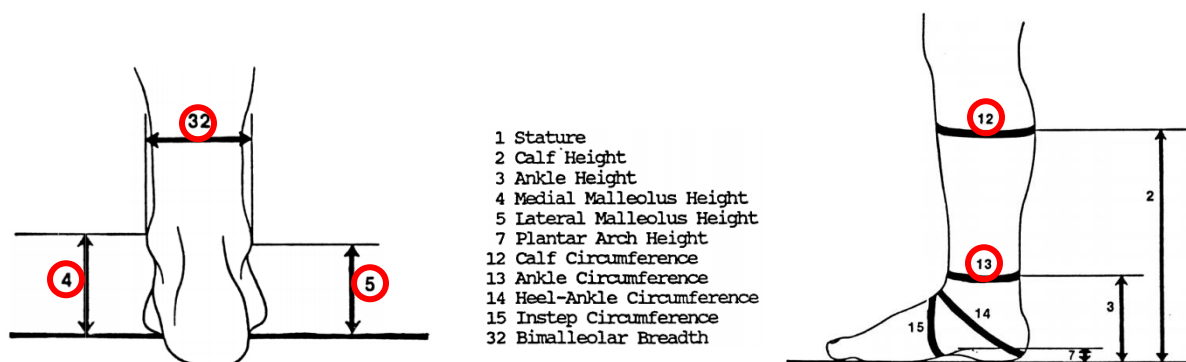 32
4
5
1 Stature
2 Calf Height
3 Ankle Height
4 Medial Malleolus Height
5 Lateral Malleolus Height
7 Plantar Arch Height
12 Calf Circumference
13 Ankle Circumference
14 Heel-Ankle Circumference
15 Instep Circumference
32 Bimalleolar Breadth
12
2
13
3
14
15
7